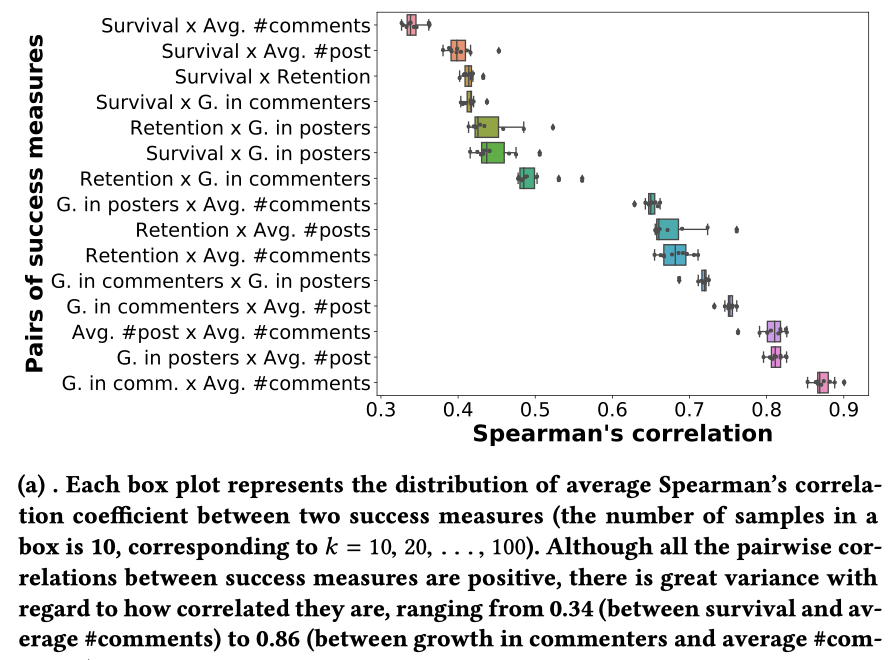 Survival x Avg. #comments
Survival x Avg. #post
Survival x Retention
Survival x G. in commenters
Retention x G. in posters
Survival x G. in posters
Retention x G. in commenters
G. in posters x Avg. #comments
Retention x Avg. #posts
Retention x Avg. #comments
G. in commenters x G. in posters
G. in commenters x Avg. #post
Avg. #post x Avg. #comments
G. in posters x Avg. #post
G. in comm. x Avg. #comments
Pairs of success measures
0.3 0.4 0.5 0.6 0.7 0.8 0.9
Spearman's correlation
(a) . Each box plot represents the distribution of average Spearman’s correla-
tion coefficient between two success measures (the number of samples in a
box is 10, corresponding to k = 10, 20, . . . , 100). Although all the pairwise cor-
relations between success measures are positive, there is great variance with
regard to how correlated they are, ranging from 0.34 (between survival and av-
erage #comments) to 0.86 (between growth in commenters and average #com-